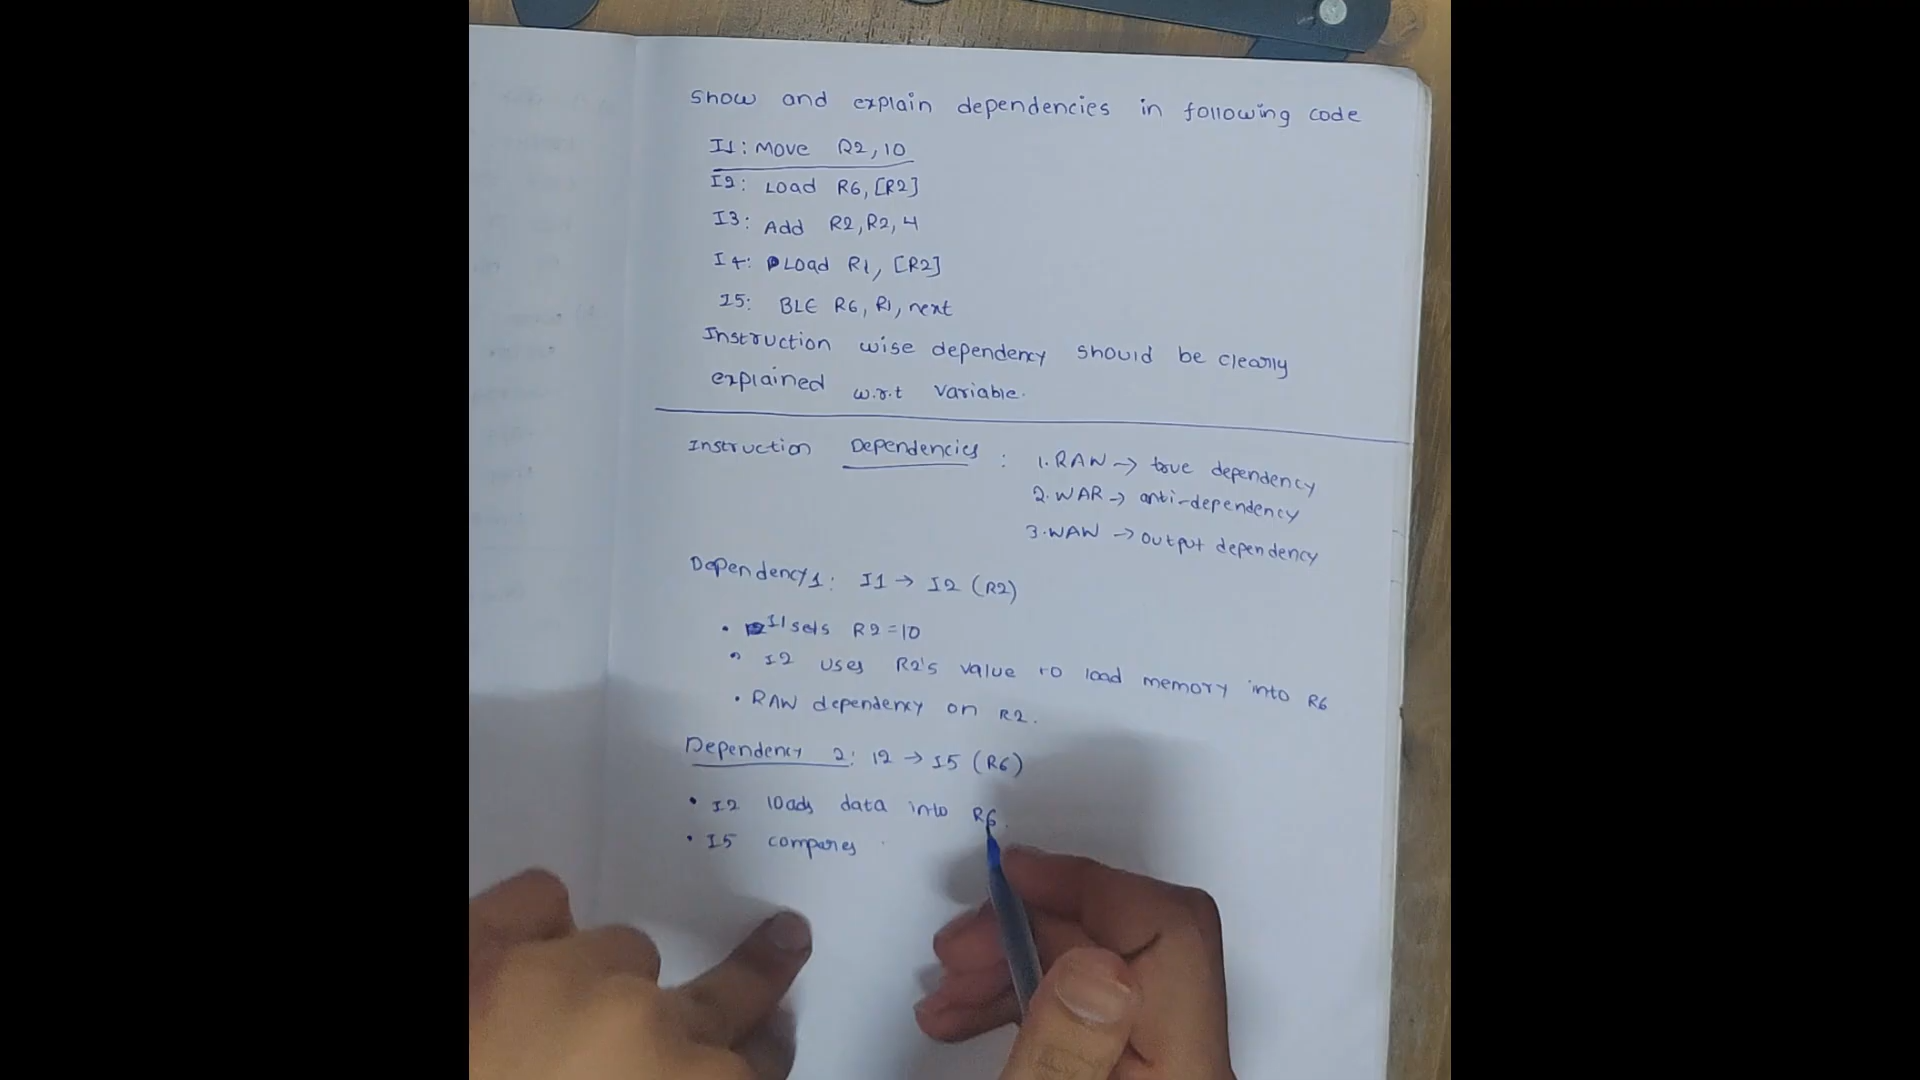 Show and explain dependencies in following code
I1: Move R2, 10
I2: Load R6, [R2]
I3: Add R2, R2, 4
I4: Load R1, [R2]
I5: BLE R6, R1, next
Instruction wise dependency should be clearly
explained w.r.t variable.
Instruction Dependencies : 1. RAW → true dependency
2. WAR → anti-dependency
3. WAW → output dependency
Dependency 1: I1 → I2 (R2)
• I1 sets R2 = 10
• I2 uses R2's value to load memory into R6
• RAW dependency on R2.
Dependency 2: I2 → I5 (R6)
• I2 loads data into R6.
• I5 compares